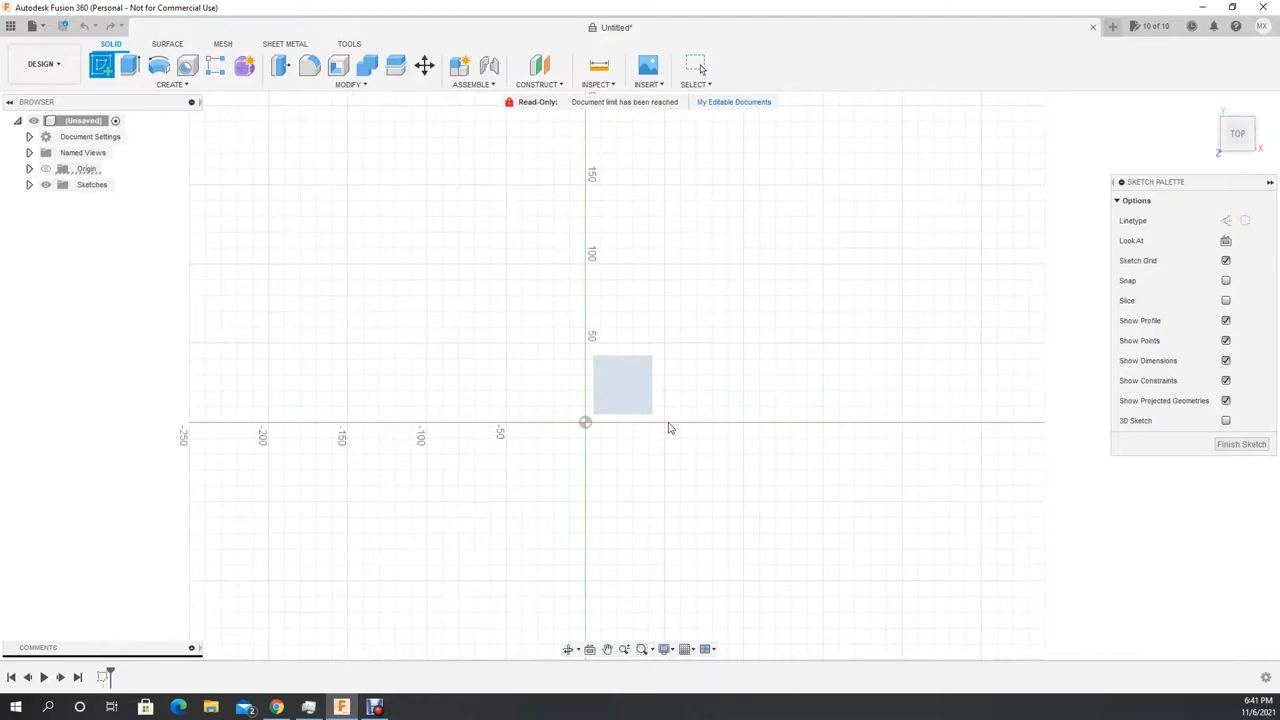 Autodesk Fusion 360 (Personal - Not for Commercial Use)
Untitled*
10 of 10
MX
DESIGN
SOLID
SURFACE
MESH
SHEET METAL
TOOLS
CREATE
MODIFY
ASSEMBLE
CONSTRUCT
INSPECT
INSERT
SELECT
Read-Only: Document limit has been reached My Editable Documents
BROWSER
(Unsaved)
Document Settings
Named Views
Origin
Sketches
TOP
Y
X
Z
150
100
50
-250
-200
-150
-100
-50
SKETCH PALETTE
Options
Linetype
Look At
Sketch Grid
Snap
Slice
Show Profile
Show Points
Show Dimensions
Show Constraints
Show Projected Geometries
3D Sketch
Finish Sketch
COMMENTS
2
6:41 PM
11/6/2021